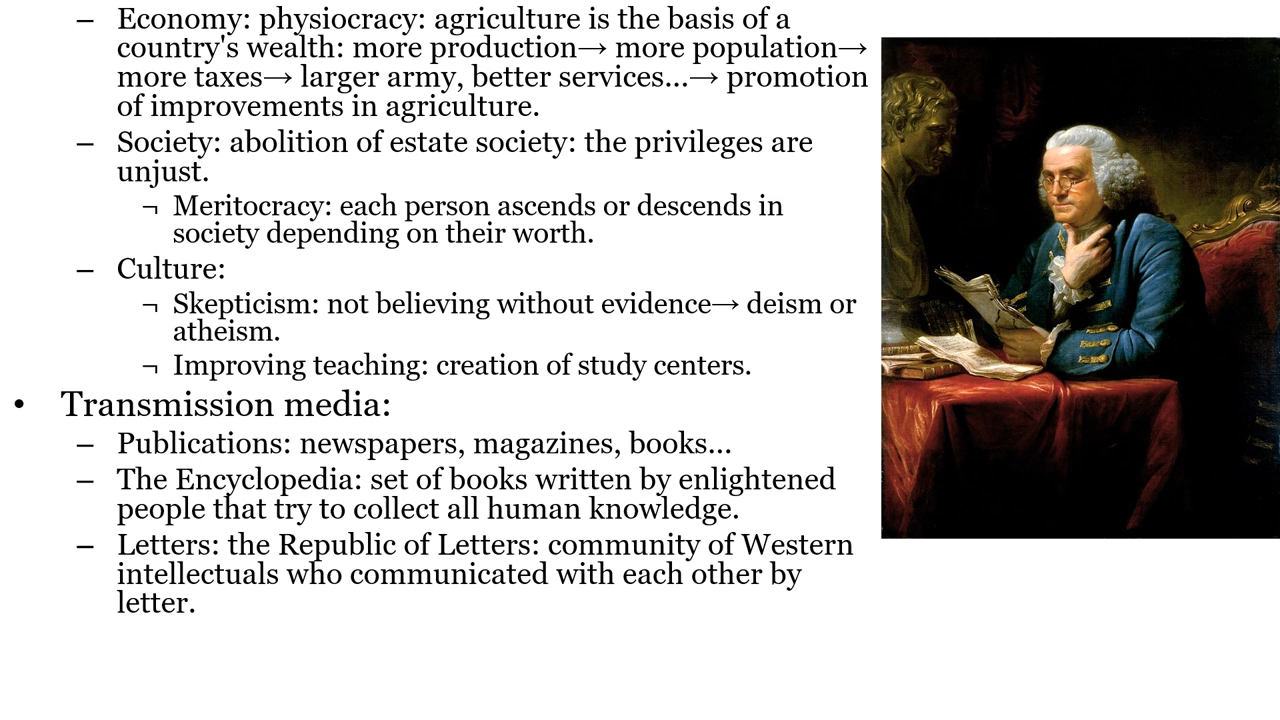 – Economy: physiocracy: agriculture is the basis of a
country's wealth: more production→ more population→
more taxes→ larger army, better services...→ promotion
of improvements in agriculture.
– Society: abolition of estate society: the privileges are
unjust.
¬ Meritocracy: each person ascends or descends in
society depending on their worth.
– Culture:
¬ Skepticism: not believing without evidence→ deism or
atheism.
¬ Improving teaching: creation of study centers.
• Transmission media:
– Publications: newspapers, magazines, books...
– The Encyclopedia: set of books written by enlightened
people that try to collect all human knowledge.
– Letters: the Republic of Letters: community of Western
intellectuals who communicated with each other by
letter.